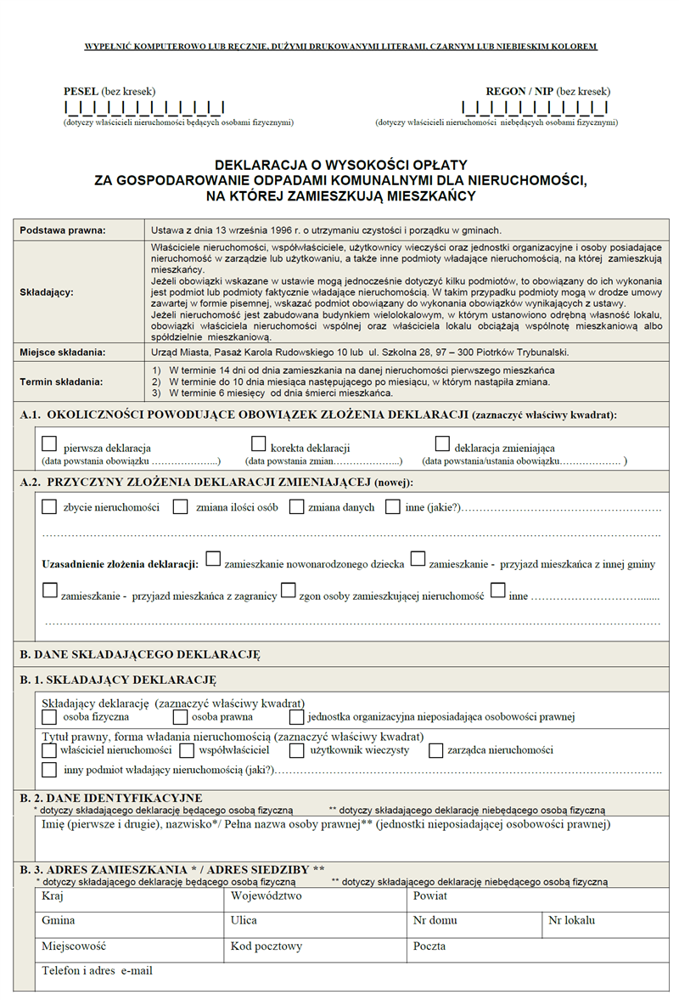 WYPEŁNIĆ KOMPUTEROWO LUB RĘCZNIE, DUŻYMI DRUKOWANYMI LITERAMI, CZARNYM LUB NIEBIESKIM KOLOREM
PESEL (bez kresek)
REGON / NIP (bez kresek)
(dotyczy właścicieli nieruchomości będących osobami fizycznymi)
(dotyczy właścicieli nieruchomości niebędących osobami fizycznymi)
DEKLARACJA O WYSOKOŚCI OPŁATY
ZA GOSPODAROWANIE ODPADAMI KOMUNALNYMI DLA NIERUCHOMOŚCI,
NA KTÓREJ ZAMIESZKUJĄ MIESZKAŃCY
Podstawa prawna: Ustawa z dnia 13 września 1996 r. o utrzymaniu czystości i porządku w gminach.
Składający:
Właściciele nieruchomości, współwłaściciele, użytkownicy wieczyści oraz jednostki organizacyjne i osoby posiadające
nieruchomość w zarządzie lub użytkowaniu, a także inne podmioty władające nieruchomością, na której zamieszkują
mieszkańcy.
Jeżeli obowiązki wskazane w ustawie mogą jednocześnie dotyczyć kilku podmiotów, to obowiązany do ich wykonania
jest podmiot lub podmioty faktycznie władające nieruchomością. W takim przypadku podmioty mogą w drodze umowy
zawartej w formie pisemnej, wskazać podmiot obowiązany do wykonania obowiązków wynikających z ustawy.
Jeżeli nieruchomość jest zabudowana budynkiem wielolokalowym, w którym ustanowiono odrębną własność lokalu,
obowiązki właściciela nieruchomości wspólnej oraz właściciela lokalu obciążają wspólnotę mieszkaniową albo
spółdzielnie mieszkaniową.
Miejsce składania: Urząd Miasta, Pasaż Karola Rudowskiego 10 lub ul. Szkolna 28, 97 – 300 Piotrków Trybunalski.
Termin składania:
1) W terminie 14 dni od dnia zamieszkania na danej nieruchomości pierwszego mieszkańca
2) W terminie do 10 dnia miesiąca następującego po miesiącu, w którym nastąpiła zmiana.
3) W terminie 6 miesięcy od dnia śmierci mieszkańca.
A.1. OKOLICZNOŚCI POWODUJĄCE OBOWIĄZEK ZŁOŻENIA DEKLARACJI (zaznaczyć właściwy kwadrat):
pierwsza deklaracja korekta deklaracji deklaracja zmieniająca
(data powstania obowiązku …………………...) (data powstania zmian…………………..) (data powstania/ustania obowiązku……………… )
A.2. PRZYCZYNY ZŁOŻENIA DEKLARACJI ZMIENIAJĄCEJ (nowej):
zbycie nieruchomości zmiana ilości osób zmiana danych inne (jakie?)…………………………………………….
……………………………………………………………………………………………………………………….
Uzasadnienie złożenia deklaracji: zamieszkanie nowonarodzonego dziecka zamieszkanie - przyjazd mieszkańca z innej gminy
zamieszkanie - przyjazd mieszkańca z zagranicy zgon osoby zamieszkującej nieruchomość inne ……………………….......
………………………………………………………………………………………………………………………
B. DANE SKŁADAJĄCEGO DEKLARACJĘ
B. 1. SKŁADAJĄCY DEKLARACJĘ
Składający deklarację (zaznaczyć właściwy kwadrat)
osoba fizyczna osoba prawna jednostka organizacyjna nieposiadająca osobowości prawnej
Tytuł prawny, forma władania nieruchomością (zaznaczyć właściwy kwadrat)
właściciel nieruchomości współwłaściciel użytkownik wieczysty zarządca nieruchomości
inny podmiot władający nieruchomością (jaki?)………………………………………………………………………….
B. 2. DANE IDENTYFIKACYJNE
* dotyczy składającego deklarację będącego osobą fizyczną ** dotyczy składającego deklarację niebędącego osobą fizyczną
Imię (pierwsze i drugie), nazwisko*/ Pełna nazwa osoby prawnej** (jednostki nieposiadającej osobowości prawnej)
B. 3. ADRES ZAMIESZKANIA * / ADRES SIEDZIBY **
* dotyczy składającego deklarację będącego osobą fizyczną ** dotyczy składającego deklarację niebędącego osobą fizyczną
Kraj Województwo Powiat
Gmina Ulica Nr domu Nr lokalu
Miejscowość Kod pocztowy Poczta
Telefon i adres e-mail